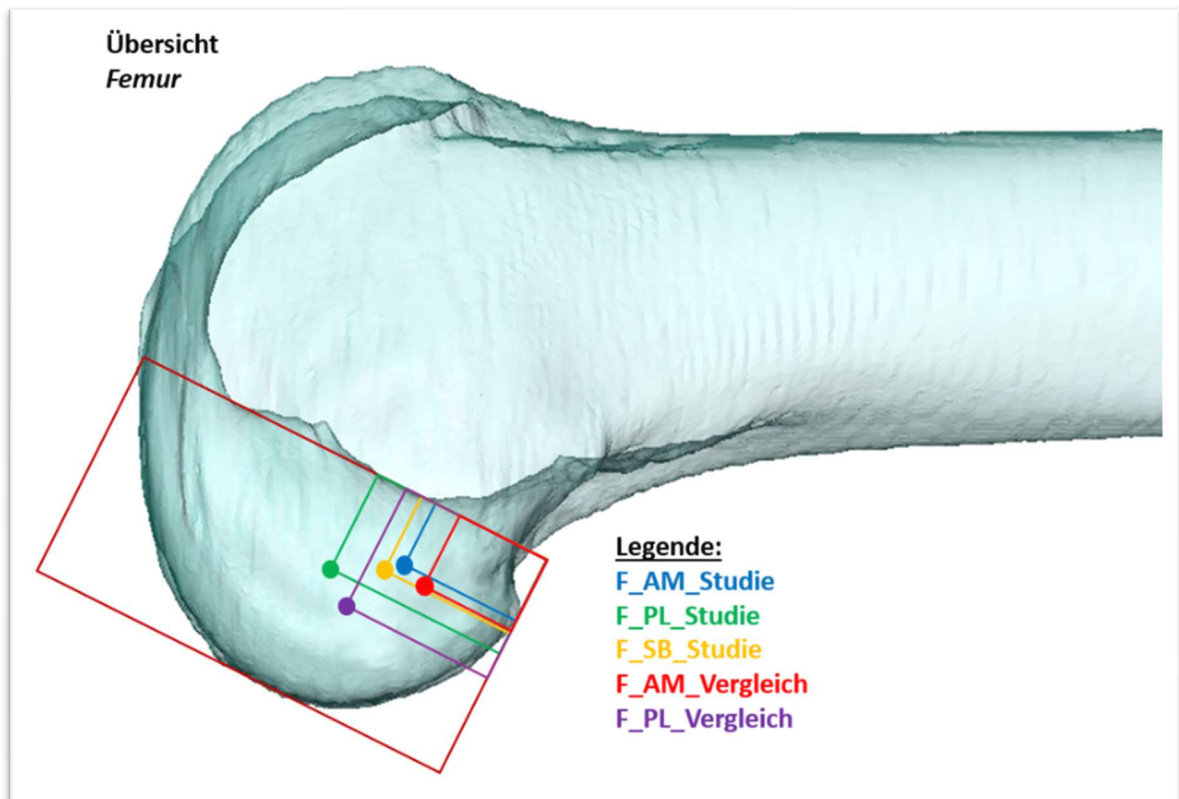 Übersicht
Femur
Legende:
F_AM_Studie
F_PL_Studie
F_SB_Studie
F_AM_Vergleich
F_PL_Vergleich